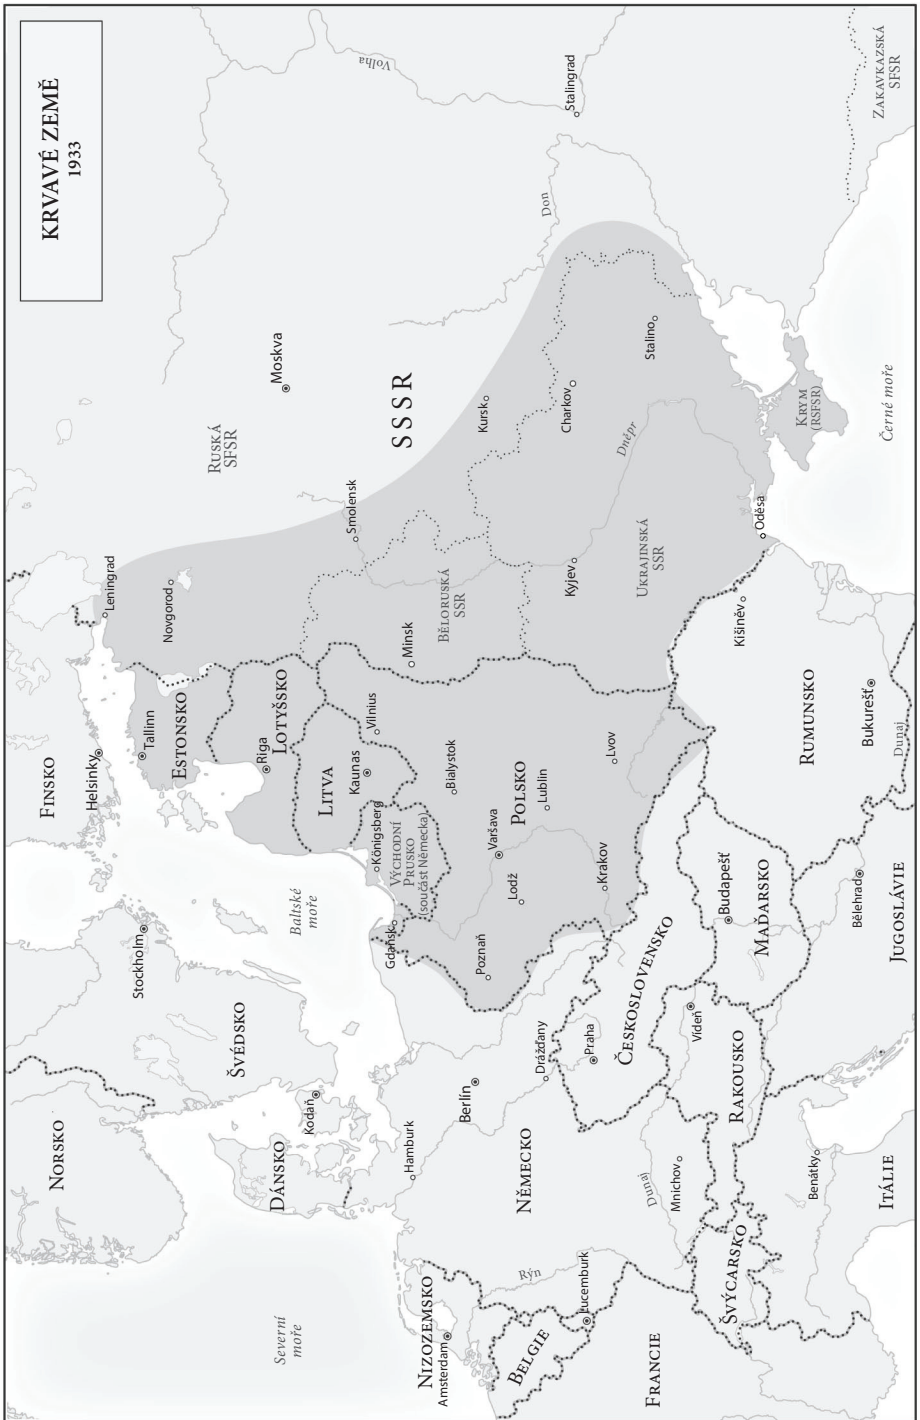 KRVAVÉ ZEMĚ
1933
NORSKO
ŠVÉDSKO
Stockholm
FINSKO
Helsinky
Leningrad
Novgorod
Tallinn
ESTONSKO
Riga
LOTYŠSKO
LITVA
Kaunas
Vilnius
Baltské
moře
Severní
moře
DÁNSKO
Kodaň
RUSKÁ
SFSR
Moskva
SSSR
Smolensk
Volha
Königsberg
VÝCHODNÍ
PRUSKO
(součást Německa)
Gdaňsk
Minsk
BĚLORUSKÁ
SSR
Kursk
Hamburk
NIZOZEMSKO
Amsterdam
Berlín
Poznaň
Bialystok
Varšava
POLSKO
Lodž
Lublin
NĚMECKO
Rýn
BELGIE
Lucemburk
Drážďany
Praha
ČESKOSLOVENSKO
Krakov
Lvov
Kyjev
Charkov
Dněpr
UKRAJINSKÁ
SSR
Don
Stalingrad
Stalino
FRANCIE
Dunaj
Mnichov
Vídeň
ŠVÝCARSKO
RAKOUSKO
Budapešť
MAĎARSKO
Kišiněv
Oděsa
KRYM
(RSFSR)
Benátky
ITÁLIE
RUMUNSKO
Bukurešť
Dunaj
Bělehrad
JUGOSLÁVIE
Černé moře
ZAKAVKAZSKÁ
SFSR